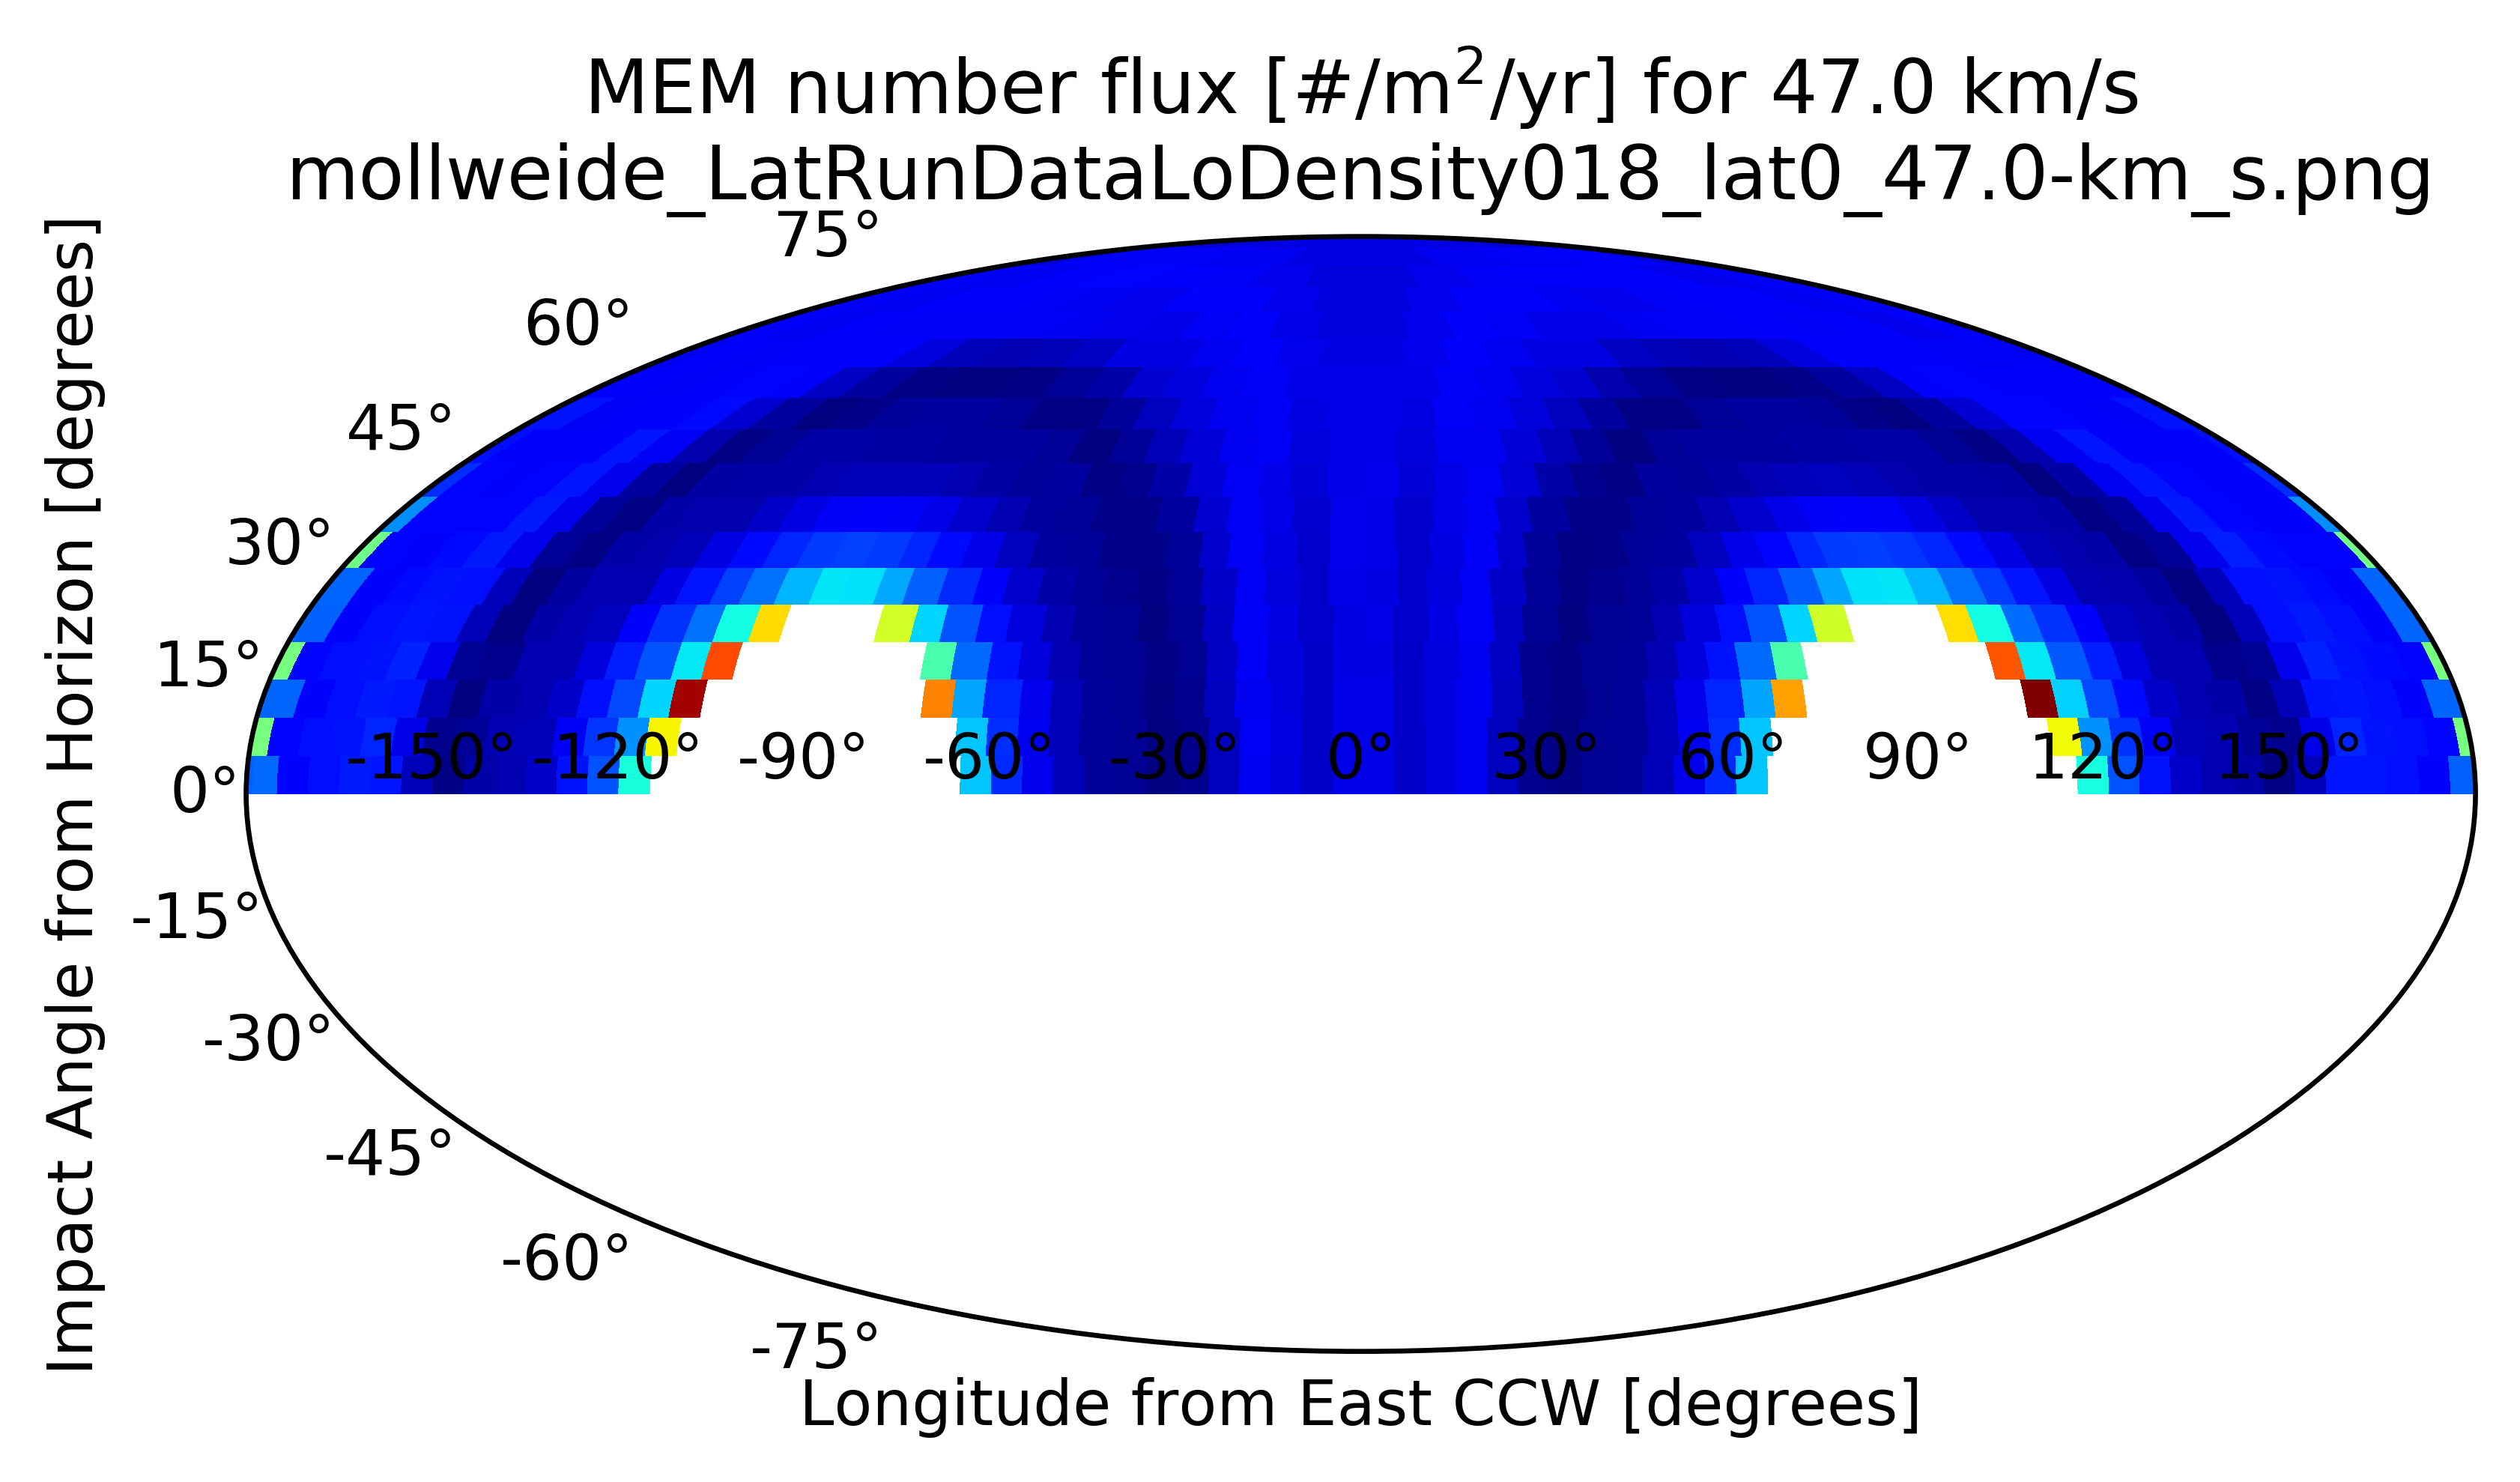 MEM number flux [#/m²/yr] for 47.0 km/s
mollweide_LatRunDataLoDensity018_lat0_47.0-km_s.png
Impact Angle from Horizon [degrees]
75°
60°
45°
30°
15°
0°
-15°
-30°
-45°
-60°
-75°
-150° -120° -90° -60° -30° 0° 30° 60° 90° 120° 150°
Longitude from East CCW [degrees]